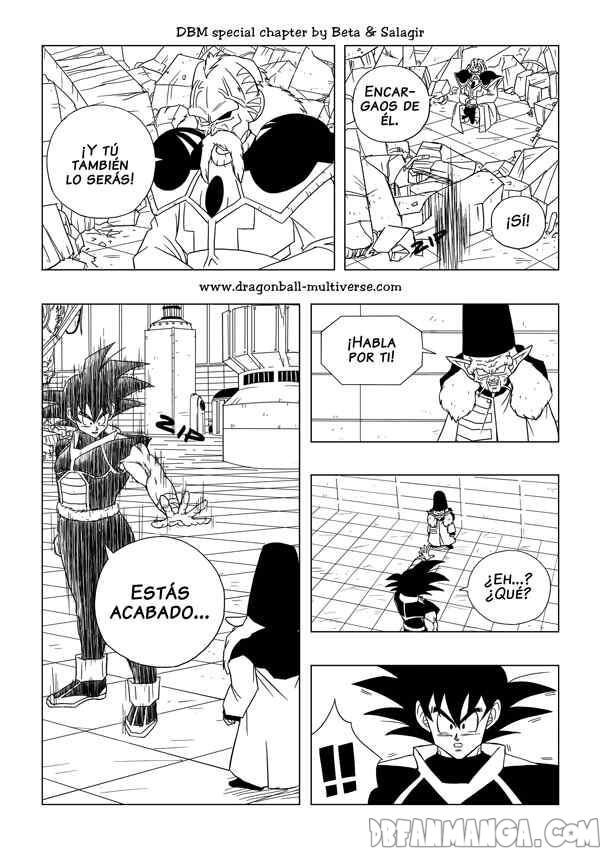 DBM special chapter by Beta & Salagir
¡Y TÚ
TAMBIÉN
LO SERÁS!
ENCAR-
GAOS DE
ÉL.
¡SÍ!
ZIP
www.dragonball-multiverse.com
ZIP
ESTÁS
ACABADO...
¡HABLA
POR TI!
¿EH...?
¿QUÉ?
!!
DBFANMANGA.COM